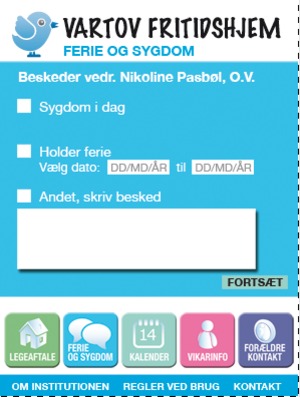 VARTOV FRITIDSHJEM
FERIE OG SYGDOM
Beskeder vedr. Nikoline Pasbøl, O.V.
Sygdom i dag
Holder ferie
Vælg dato: DD/MD/ÅR til DD/MD/ÅR
Andet, skriv besked
FORTSÆT
LEGEAFTALE
FERIE OG SYGDOM
14
KALENDER
VIKARINFO
FORÆLDRE KONTAKT
OM INSTITUTIONEN REGLER VED BRUG KONTAKT